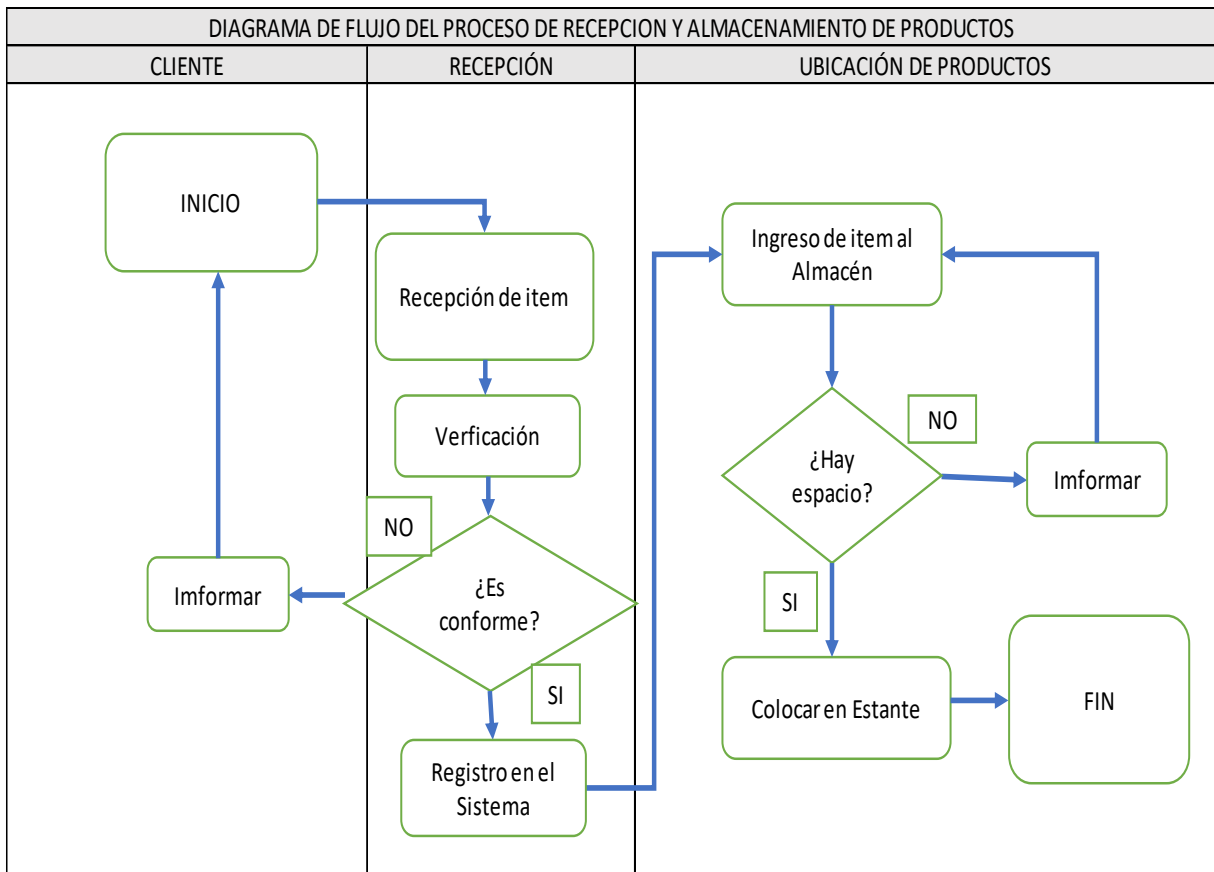 DIAGRAMA DE FLUJO DEL PROCESO DE RECEPCION Y ALMACENAMIENTO DE PRODUCTOS
CLIENTE
RECEPCIÓN
UBICACIÓN DE PRODUCTOS
INICIO
Recepción de item
Verficación
NO
¿Es
conforme?
Imformar
SI
Registro en el
Sistema
Ingreso de item al
Almacén
¿Hay
espacio?
NO
Imformar
SI
Colocar en Estante
FIN